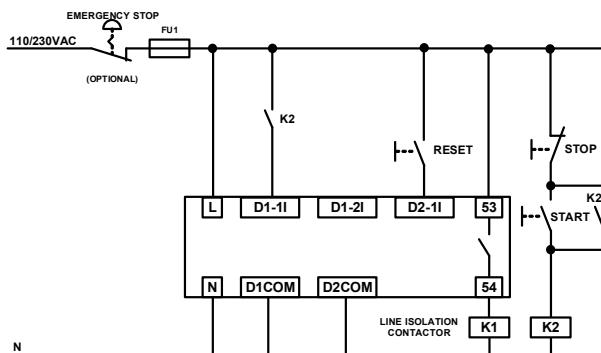 EMERGENCY STOP
FU1
110/230VAC
(OPTIONAL)
K2
RESET
STOP
K2
START
L
D1-1I
D1-2I
D2-1I
53
N
D1COM
D2COM
54
LINE ISOLATION
CONTACTOR
K1
K2
N